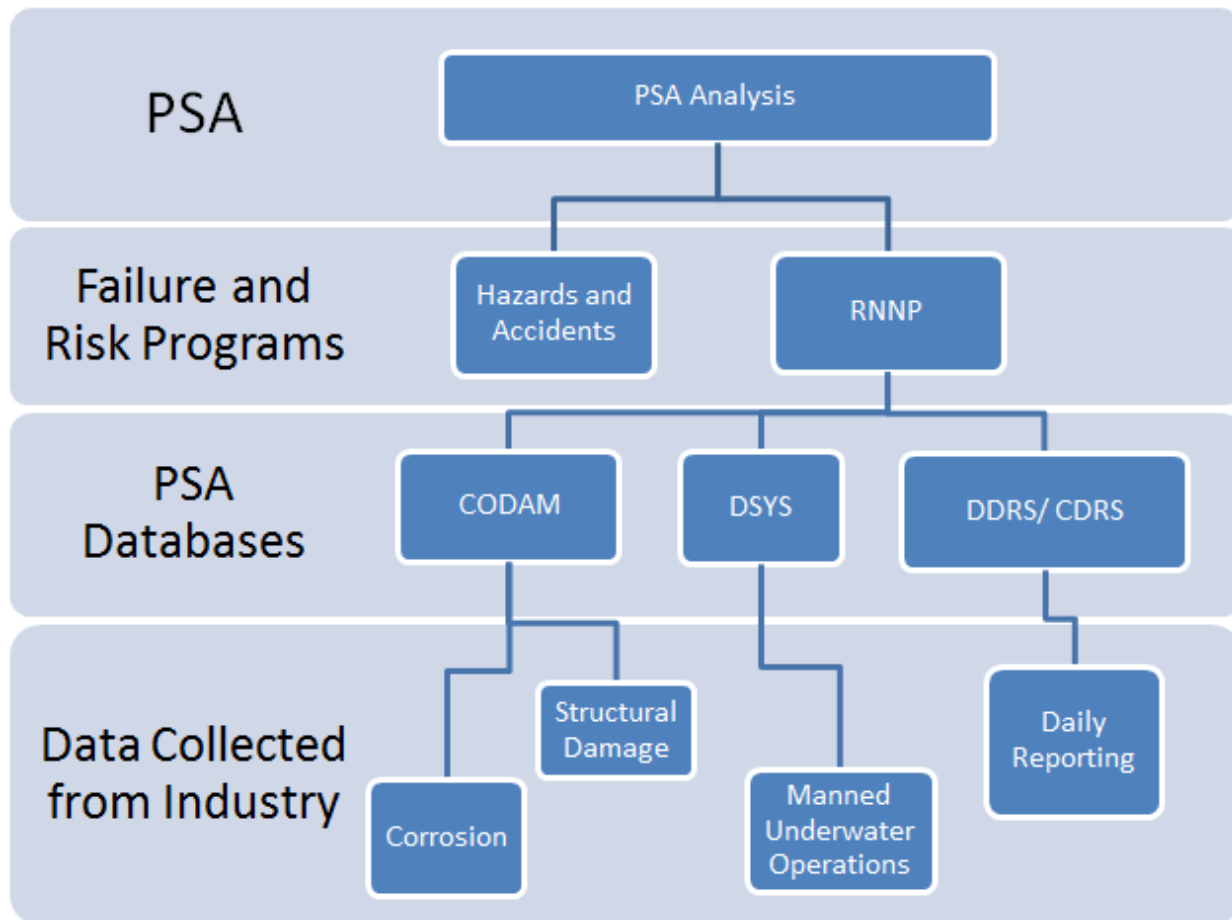 PSA
PSA Analysis
Failure and
Risk Programs
Hazards and
Accidents
RNNP
PSA
Databases
CODAM
DSYS
DDRS/ CDRS
Data Collected
from Industry
Corrosion
Structural
Damage
Manned
Underwater
Operations
Daily
Reporting